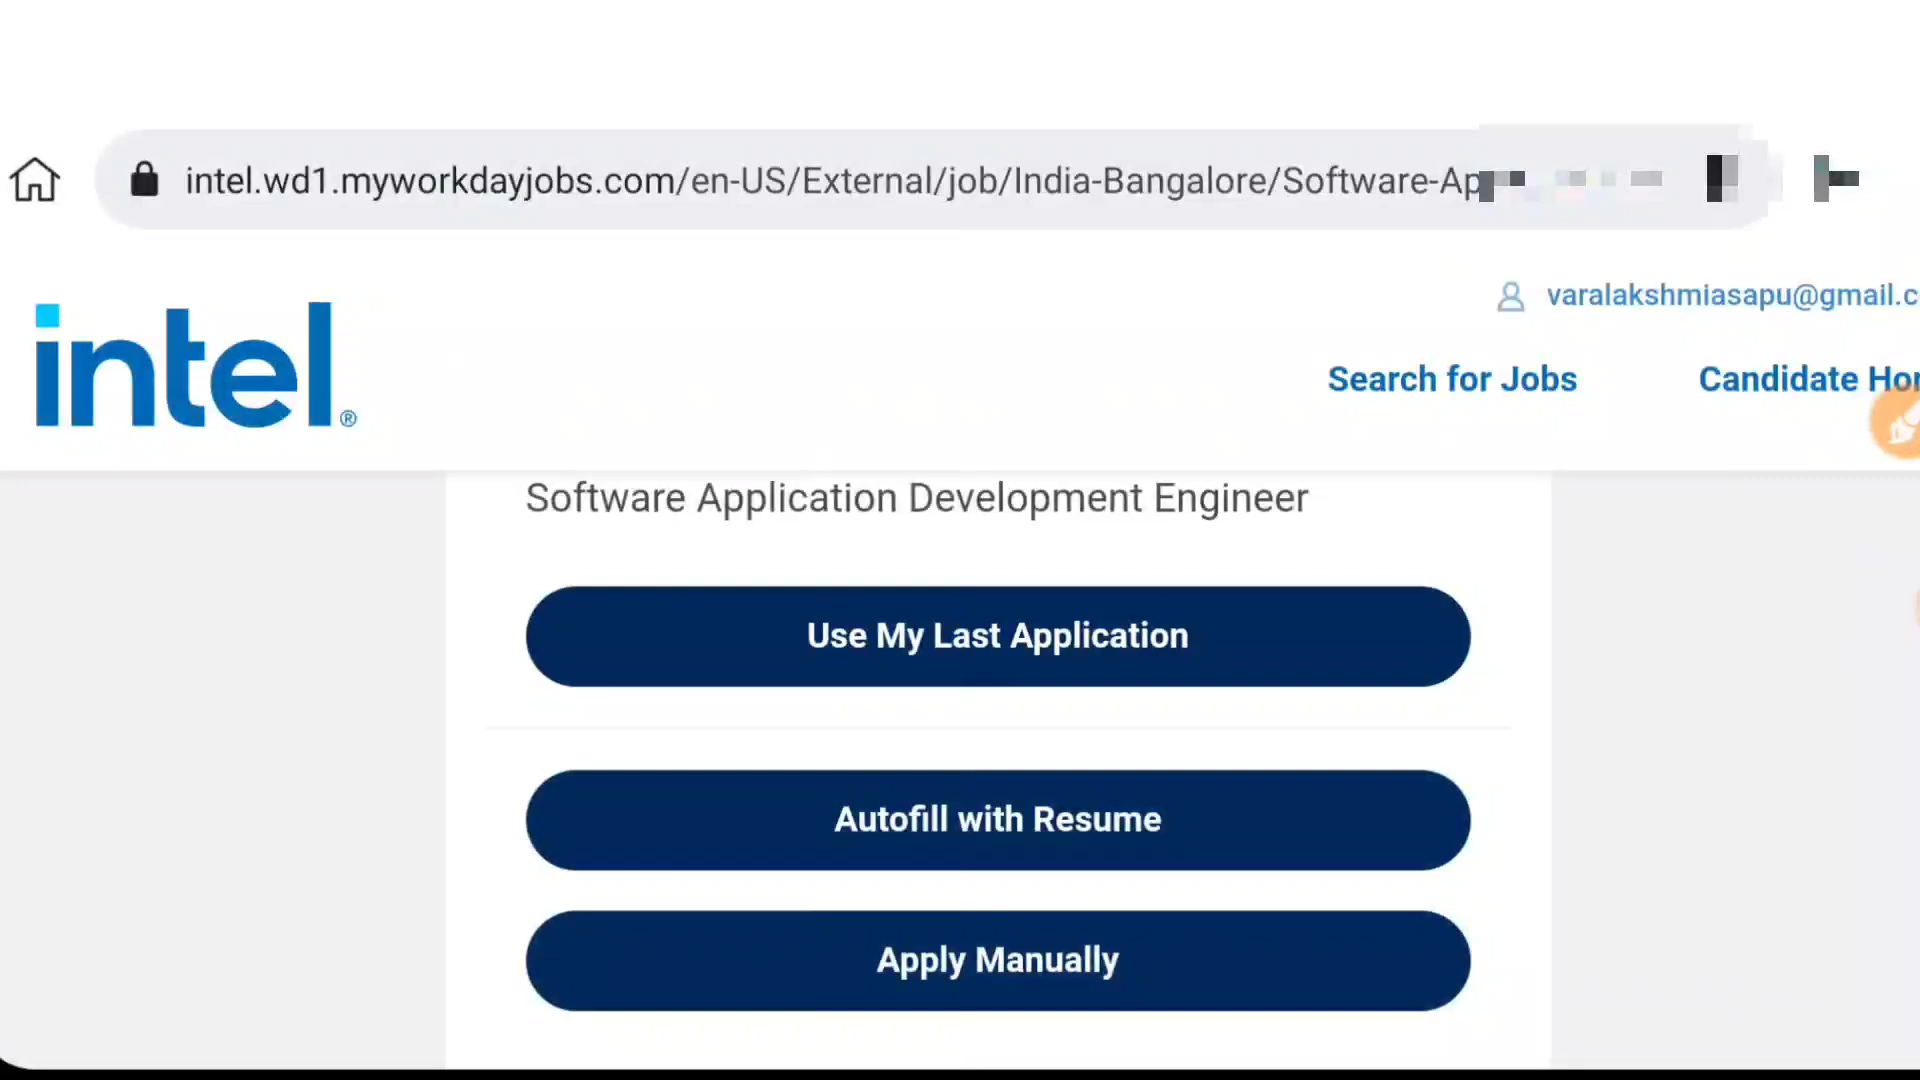 intel.wd1.myworkdayjobs.com/en-US/External/job/India-Bangalore/Software-Ap
varalakshmiasapu@gmail.c
intel®
Search for Jobs
Candidate Hom
Software Application Development Engineer
Use My Last Application
Autofill with Resume
Apply Manually